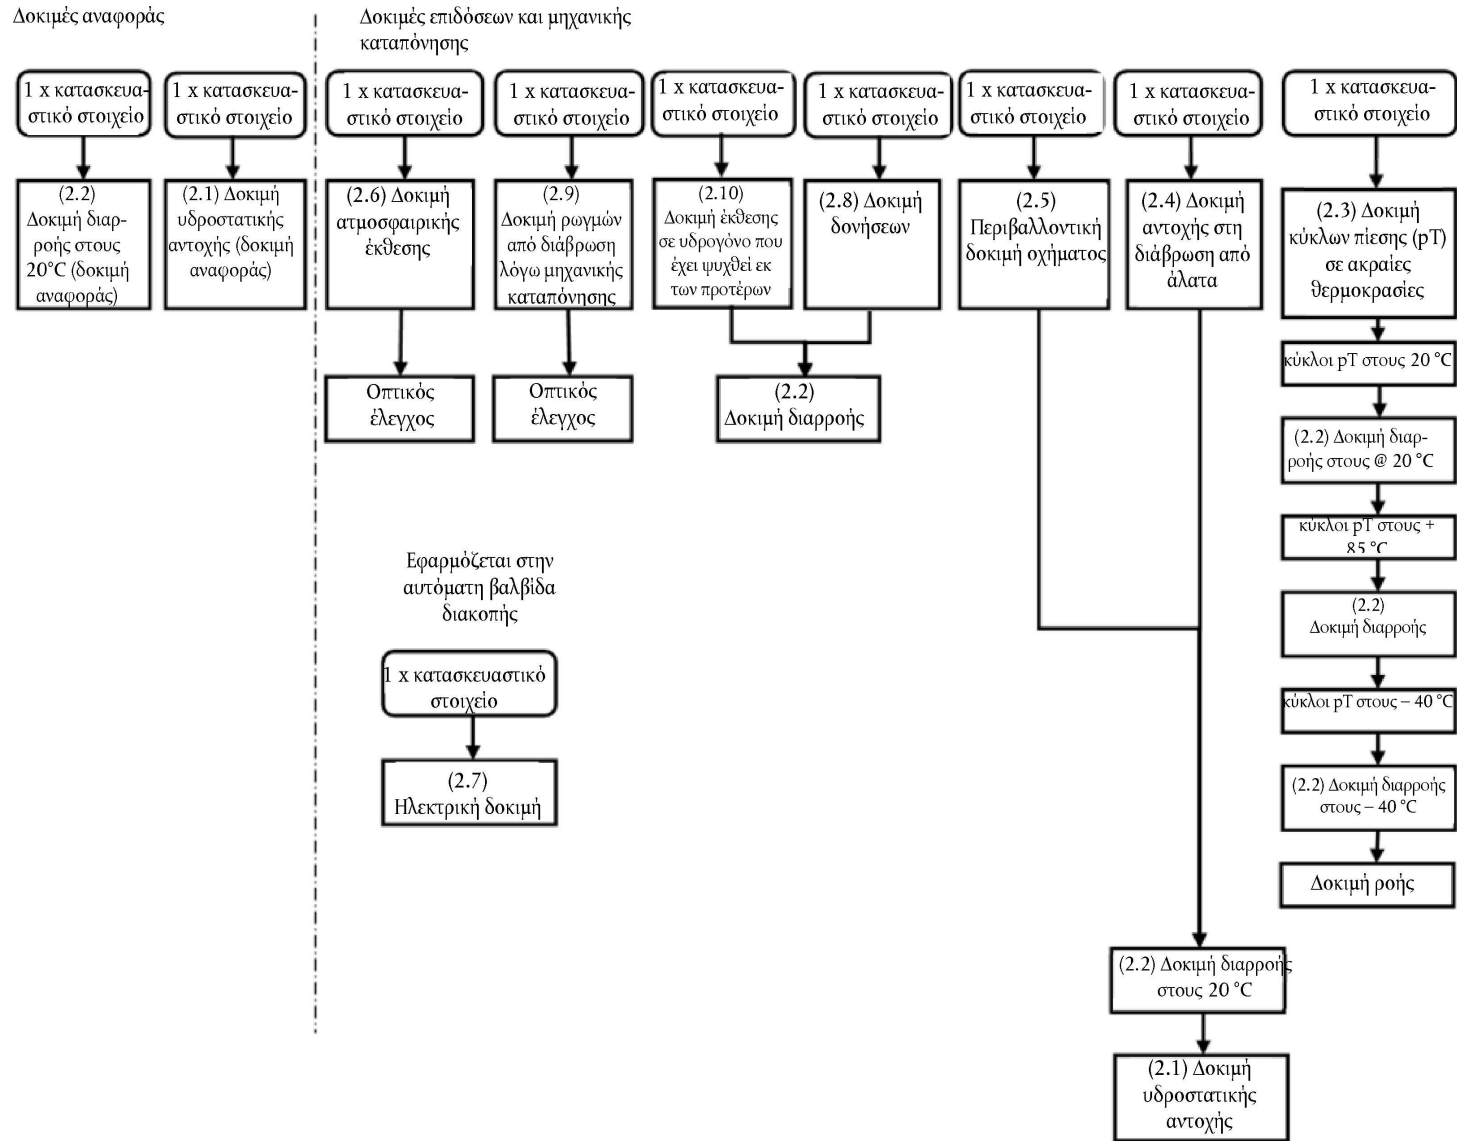 Δοκιμές αναφοράς
Δοκιμές επιδόσεων και μηχανικής
καταπόνησης
1 x κατασκευα-
στικό στοιχείο
1 x κατασκευα-
στικό στοιχείο
1 x κατασκευα-
στικό στοιχείο
1 x κατασκευα-
στικό στοιχείο
1 x κατασκευα-
στικό στοιχείο
1 x κατασκευα-
στικό στοιχείο
1 x κατασκευα-
στικό στοιχείο
1 x κατασκευα-
στικό στοιχείο
1 x κατασκευα-
στικό στοιχείο
(2.2)
Δοκιμή διαρ-
ροής στους
20°C (δοκιμή
αναφοράς)
(2.1) Δοκιμή
υδροστατικής
αντοχής (δοκιμή
αναφοράς)
(2.6) Δοκιμή
ατμοσφαιρικής
έκθεσης
(2.9)
Δοκιμή ρωγμών
από διάβρωση
λόγω μηχανικής
καταπόνησης
(2.10)
Δοκιμή έκθεσης
σε υδρογόνο που
έχει ψυχθεί εκ
των προτέρων
(2.8) Δοκιμή
δονήσεων
(2.5)
Περιβαλλοντική
δοκιμή οχήματος
(2.4) Δοκιμή
αντοχής στη
διάβρωση από
άλατα
(2.3) Δοκιμή
κύκλων πίεσης (pT)
σε ακραίες
θερμοκρασίες
Οπτικός
έλεγχος
Οπτικός
έλεγχος
(2.2)
Δοκιμή διαρροής
κύκλοι pT στους 20 °C
(2.2) Δοκιμή διαρ-
ροής στους @ 20 °C
κύκλοι pT στους +
85 °C
(2.2)
Δοκιμή διαρροής
κύκλοι pT στους – 40 °C
(2.2) Δοκιμή διαρροής
στους – 40 °C
Δοκιμή ροής
Εφαρμόζεται στην
αυτόματη βαλβίδα
διακοπής
1 x κατασκευαστικό
στοιχείο
(2.7)
Ηλεκτρική δοκιμή
(2.2) Δοκιμή διαρροής
στους 20 °C
(2.1) Δοκιμή
υδροστατικής
αντοχής